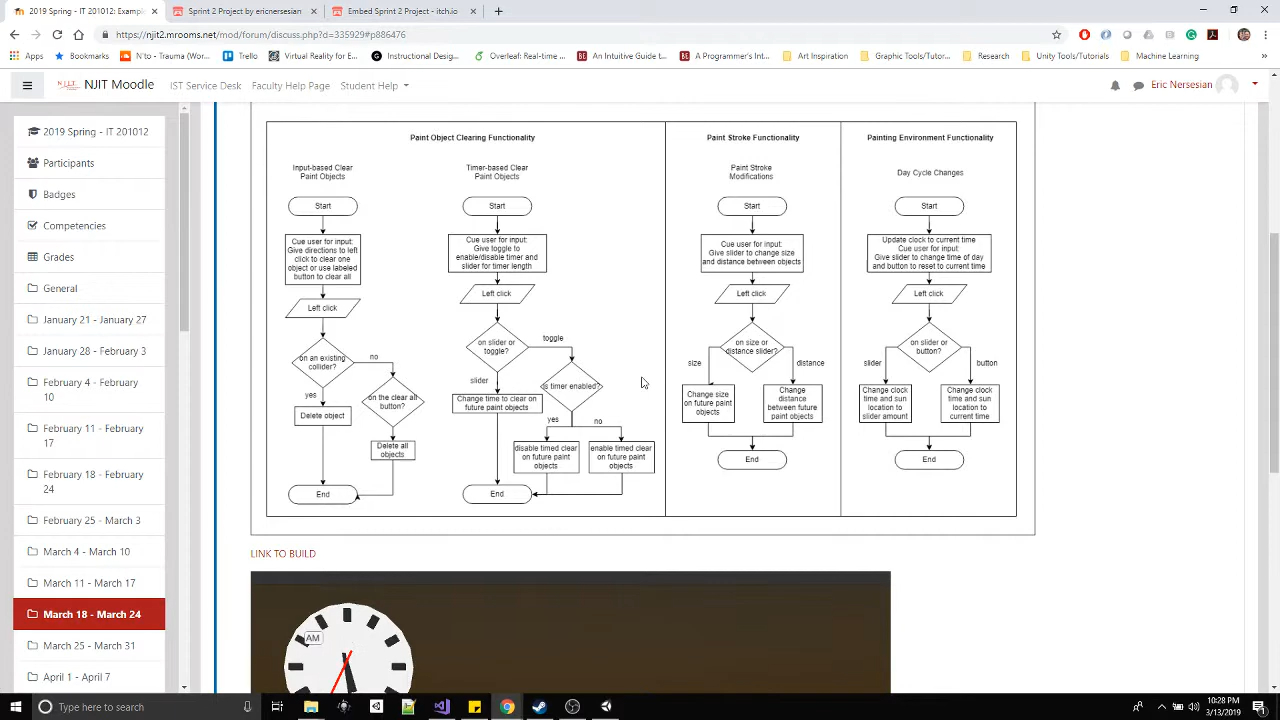 2019 Spring - IT 201012: Example
Sprint 2 Project by ericnersesian
Embed Sprint 2 Project - itch.io
https://njit2.mrooms.net/mod/forum/discuss.php?d=335929#p886476
Apps
Bookmarks
N'to - Trauma (Wor...
Trello
Virtual Reality for E...
Instructional Desig...
Overleaf: Real-time ...
An Intuitive Guide t...
A Programmer's Int...
Art Inspiration
Graphic Tools/Tutor...
Research
Unity Tools/Tutorials
Machine Learning
NJIT Moodle
IST Service Desk
Faculty Help Page
Student Help
Eric Nersesian
2019 Spring - IT 201012
Participants
Badges
Competencies
Grades
General
January 21 - January 27
January 28 - February 3
February 4 - February
10
February 11 - February
17
February 18 - February
24
February 25 - March 3
March 4 - March 10
March 11 - March 17
March 18 - March 24
March 25 - March 31
April 1 - April 7
Paint Object Clearing Functionality
Input-based Clear
Paint Objects
Start
Cue user for input:
Give directions to left
click to clear one
object or use labeled
button to clear all
Left click
on an existing
collider?
no
yes
on the clear all
button?
Delete object
Delete all
objects
End
Timer-based Clear
Paint Objects
Start
Cue user for input:
Give toggle to
enable/disable timer and
slider for timer length
Left click
on slider or
toggle?
toggle
slider
is timer enabled?
Change time to clear on
future paint objects
yes
no
disable timed clear
on future paint
objects
enable timed clear
on future paint
objects
End
Paint Stroke Functionality
Paint Stroke
Modifications
Start
Cue user for input:
Give slider to change size
and distance between objects
Left click
on size or
distance slider?
size
distance
Change size
on future paint
objects
Change
distance
between future
paint objects
End
Painting Environment Functionality
Day Cycle Changes
Start
Update clock to current time
Cue user for input:
Give slider to change time of day
and button to reset to current time
Left click
on slider or
button?
slider
button
Change clock
time and sun
location to
slider amount
Change clock
time and sun
location to
current time
End
LINK TO BUILD
AM
Type here to search
10:28 PM
3/13/2019